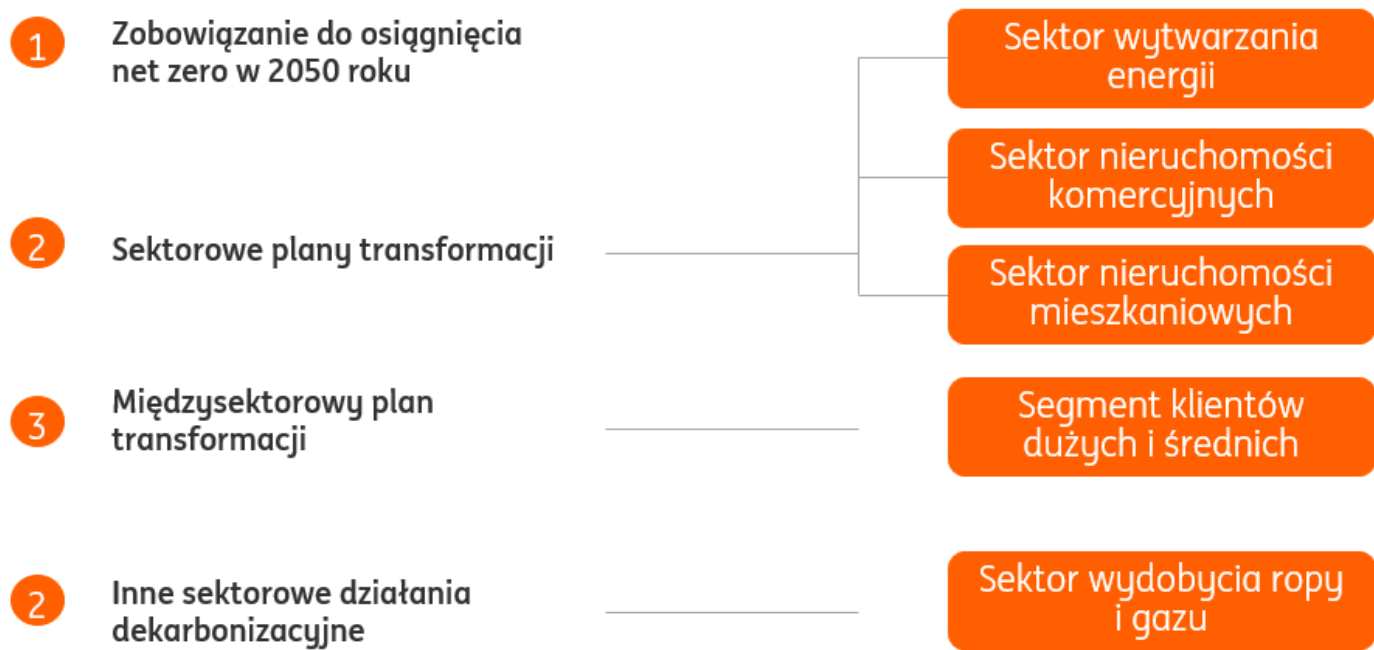 1
Zobowiązanie do osiągnięcia
net zero w 2050 roku
Sektor wytwarzania
energii
Sektor nieruchomości
komercyjnych
2
Sektorowe plany transformacji
Sektor nieruchomości
mieszkaniowych
3
Międzysektorowy plan
transformacji
Segment klientów
dużych i średnich
2
Inne sektorowe działania
dekarbonizacyjne
Sektor wydobycia ropy
i gazu